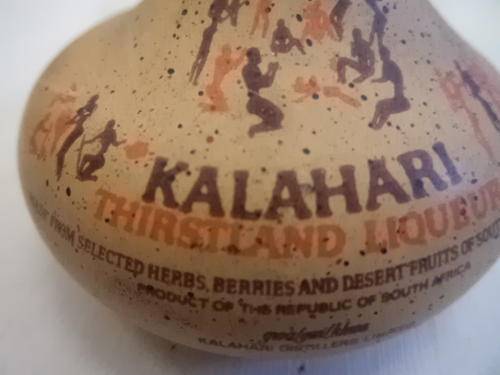 KALAHARI
THIRSTLAND LIQUEUR
FROM SELECTED HERBS, BERRIES AND DESERT FRUITS OF
PRODUCT OF THE REPUBLIC OF SOUTH AFRICA
KALAHARI DISTILLERS